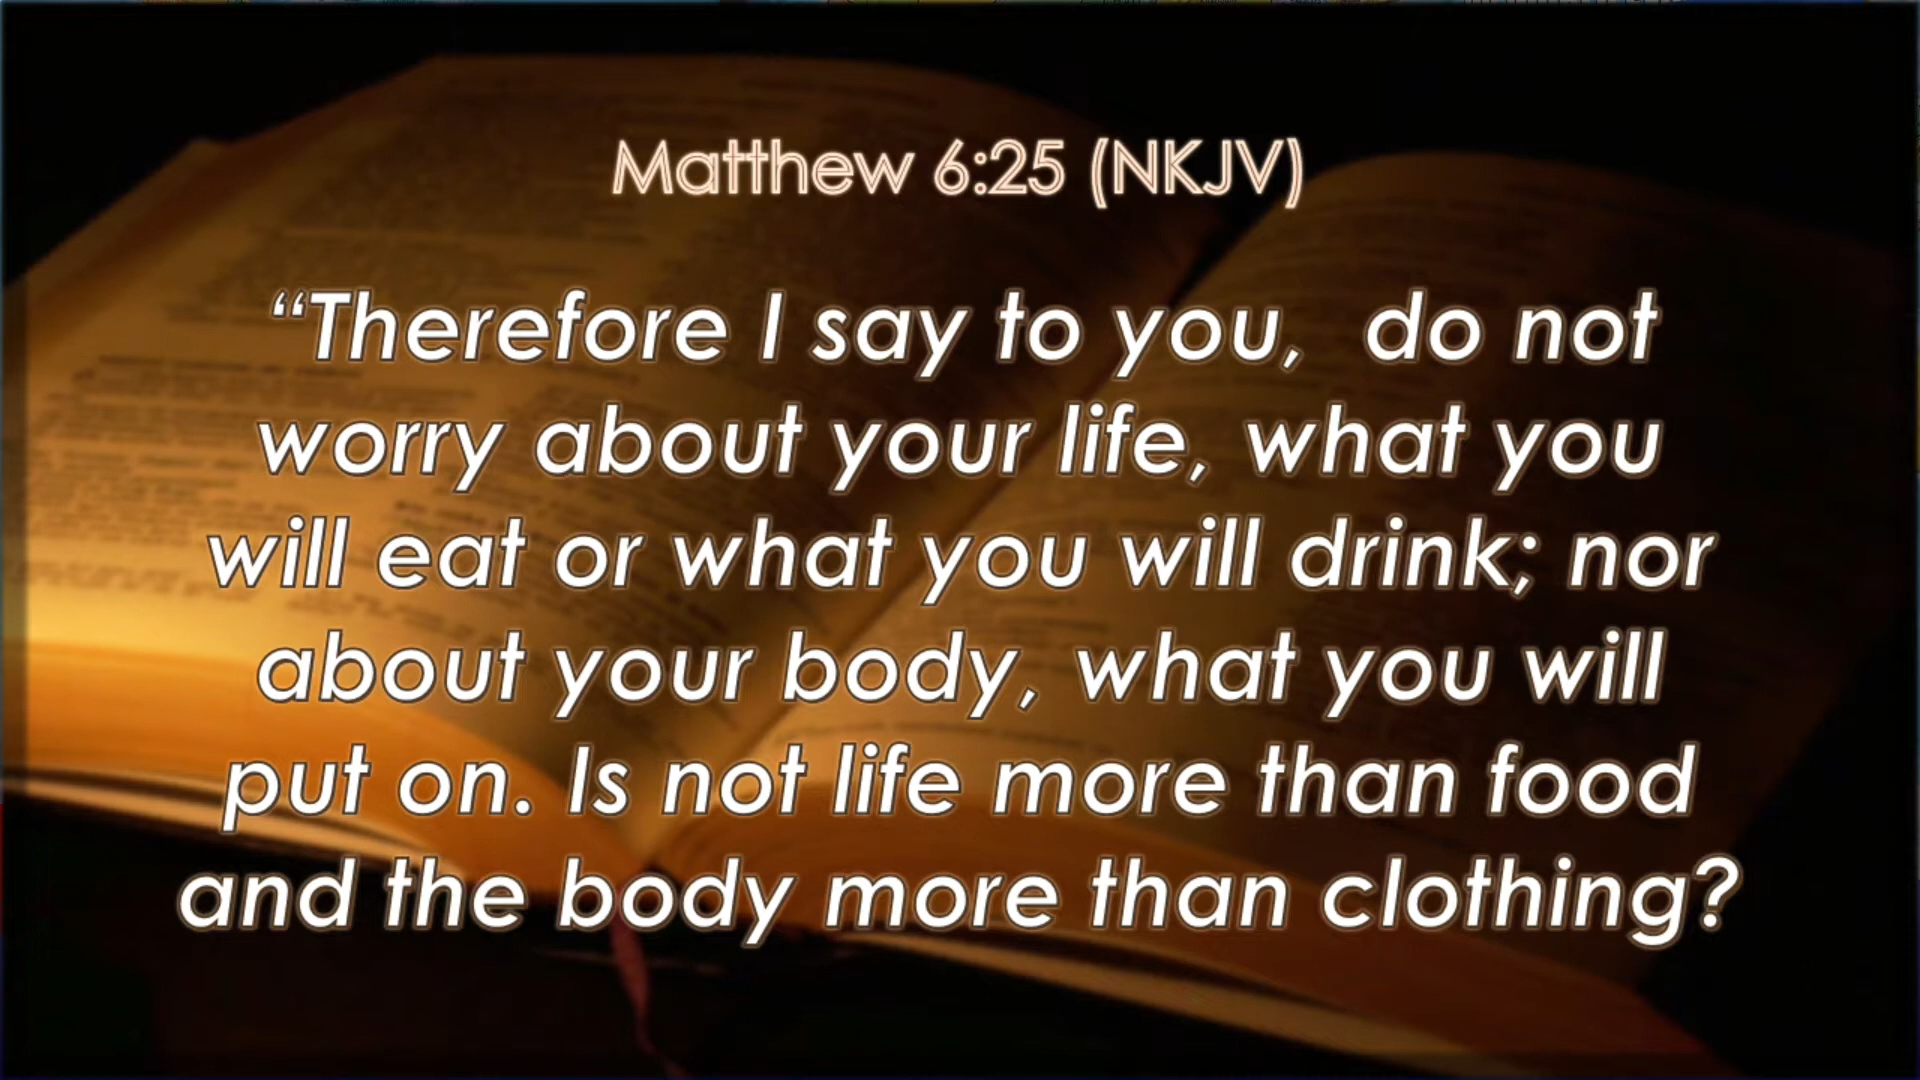 Matthew 6:25 (NKJV)
“Therefore I say to you,  do not
worry about your life, what you
will eat or what you will drink; nor
about your body, what you will
put on. Is not life more than food
and the body more than clothing?